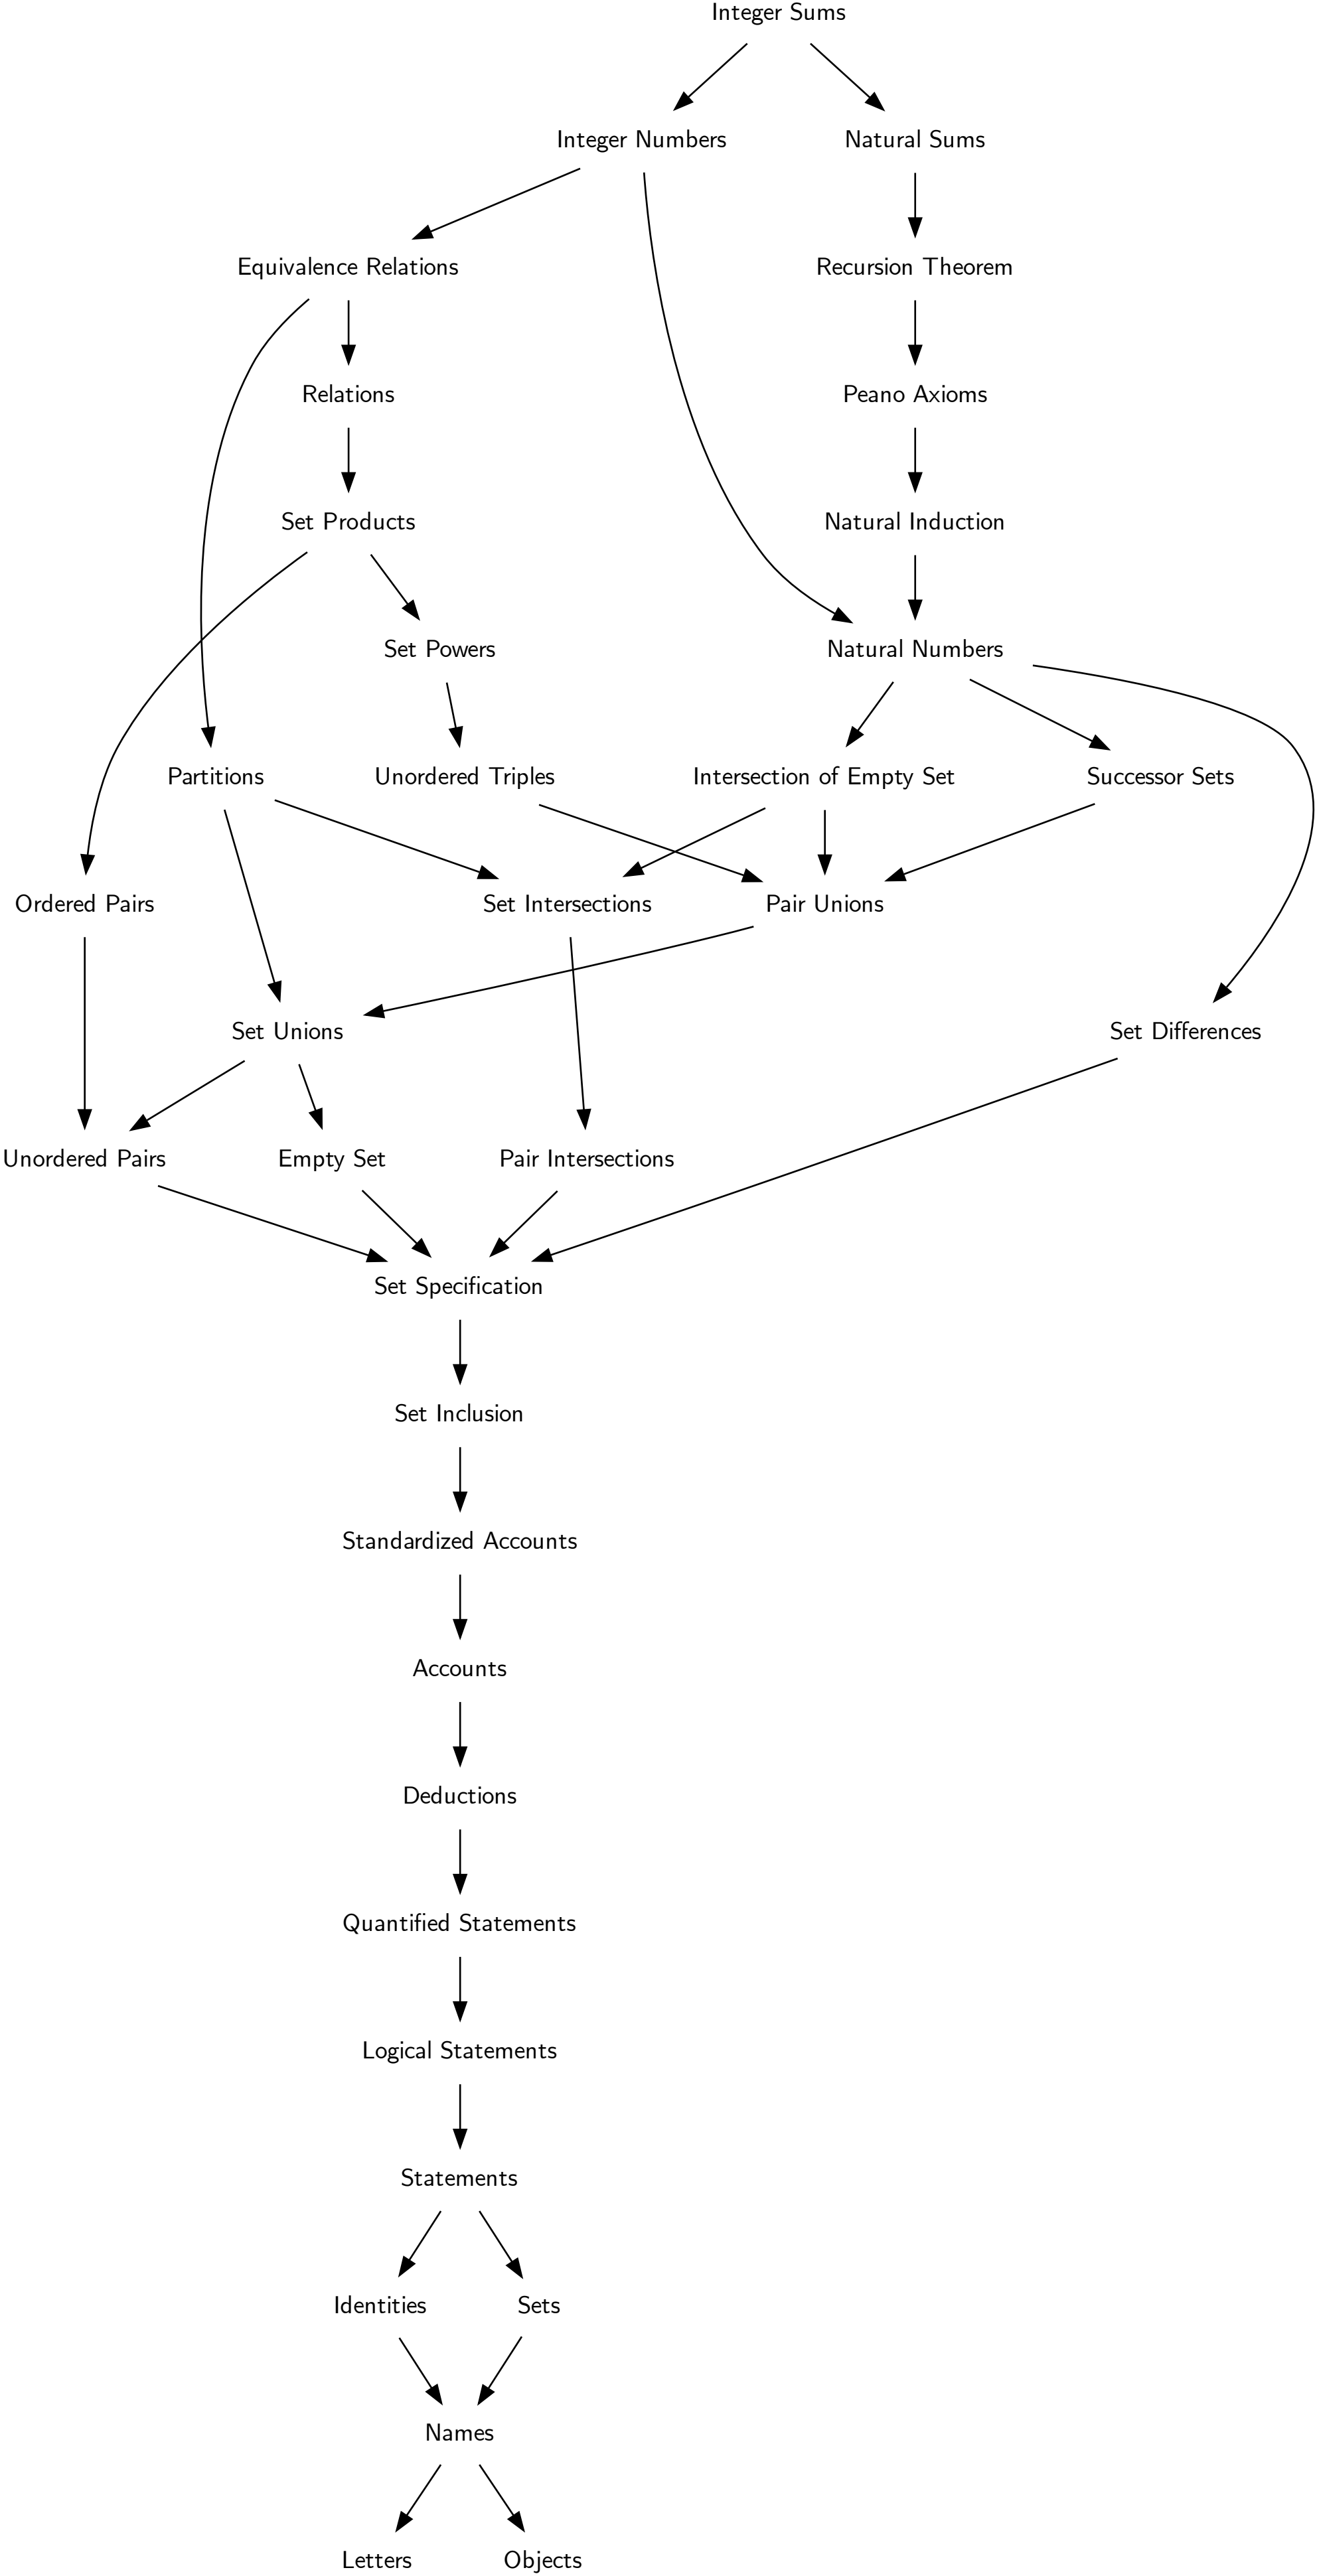 Integer Sums
Integer Numbers
Natural Sums
Equivalence Relations
Recursion Theorem
Relations
Peano Axioms
Set Products
Natural Induction
Set Powers
Natural Numbers
Partitions
Unordered Triples
Intersection of Empty Set
Successor Sets
Ordered Pairs
Set Intersections
Pair Unions
Set Unions
Set Differences
Unordered Pairs
Empty Set
Pair Intersections
Set Specification
Set Inclusion
Standardized Accounts
Accounts
Deductions
Quantified Statements
Logical Statements
Statements
Identities
Sets
Names
Letters
Objects